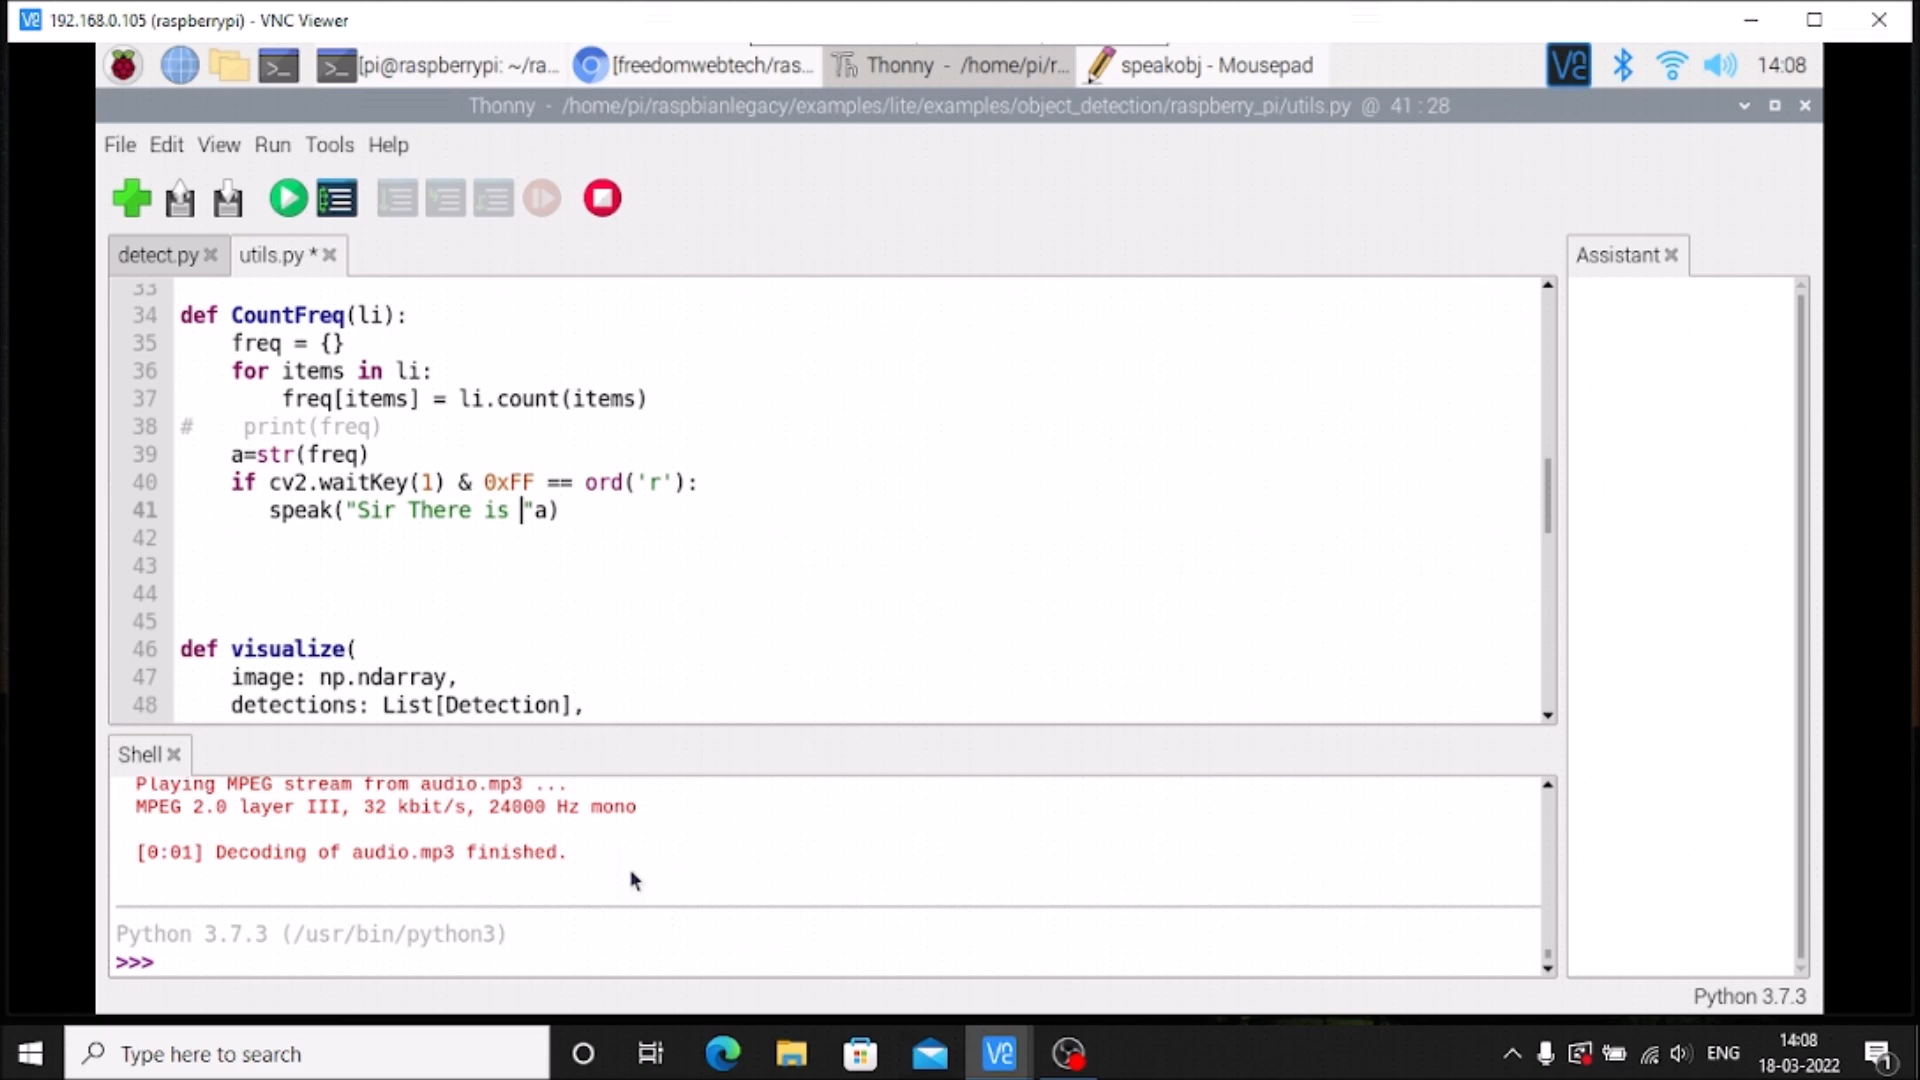 192.168.0.105 (raspberrypi) - VNC Viewer
[pi@raspberrypi: ~/ra...
[freedomwebtech/ras...
Thonny - /home/pi/r...
speakobj - Mousepad
14:08
Thonny - /home/pi/raspbianlegacy/examples/lite/examples/object_detection/raspberry_pi/utils.py @ 41 : 28
File Edit View Run Tools Help
detect.py
utils.py *
Assistant
33
34 def CountFreq(li):
35 freq = {}
36 for items in li:
37 freq[items] = li.count(items)
38 # print(freq)
39 a=str(freq)
40 if cv2.waitKey(1) & 0xFF == ord('r'):
41 speak("Sir There is "a)
42
43
44
45
46 def visualize(
47 image: np.ndarray,
48 detections: List[Detection],
Shell
Playing MPEG stream from audio.mp3 ...
MPEG 2.0 layer III, 32 kbit/s, 24000 Hz mono
[0:01] Decoding of audio.mp3 finished.
Python 3.7.3 (/usr/bin/python3)
>>>
Python 3.7.3
Type here to search
ENG
14:08
18-03-2022
1